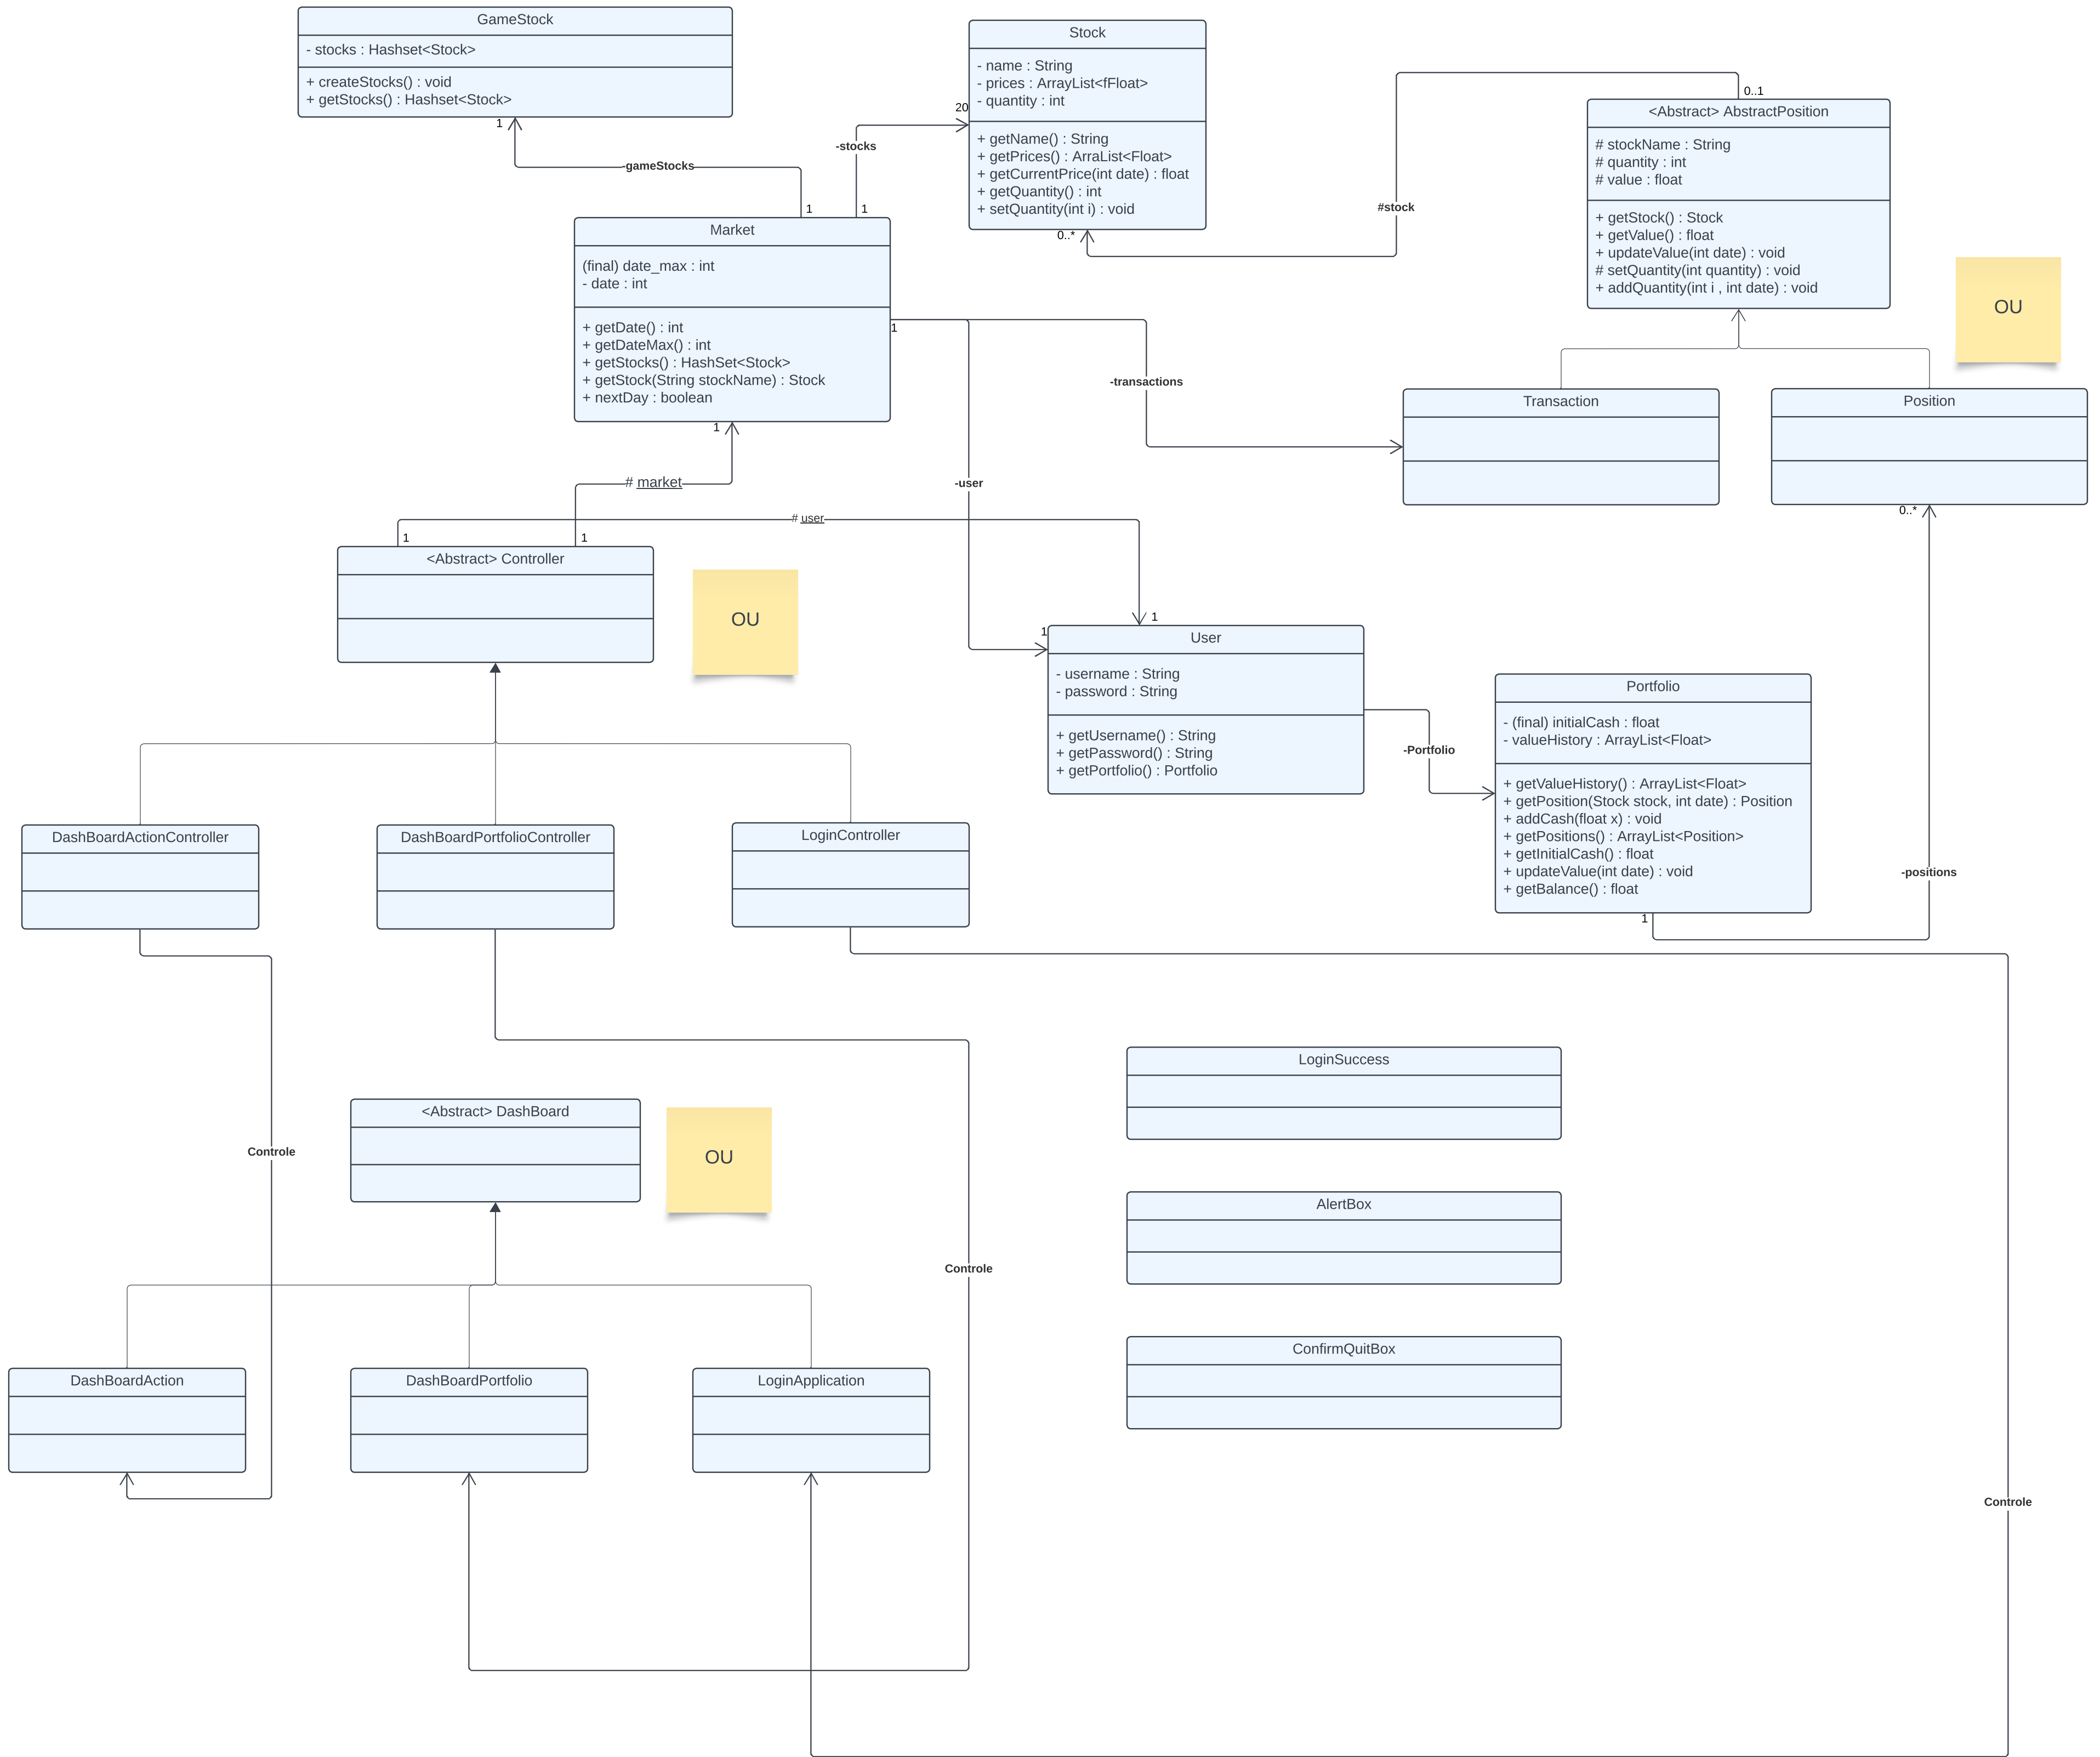 GameStock
- stocks : Hashset<Stock>
+ createStocks() : void
+ getStocks() : Hashset<Stock>
1
-gameStocks
1
Stock
- name : String
- prices : ArrayList<fFloat>
- quantity : int
+ getName() : String
+ getPrices() : ArraList<Float>
+ getCurrentPrice(int date) : float
+ getQuantity() : int
+ setQuantity(int i) : void
20
-stocks
1
0..*
#stock
0..1
<Abstract> AbstractPosition
# stockName : String
# quantity : int
# value : float
+ getStock() : Stock
+ getValue() : float
+ updateValue(int date) : void
# setQuantity(int quantity) : void
+ addQuantity(int i , int date) : void
OU
Market
(final) date_max : int
- date : int
+ getDate() : int
+ getDateMax() : int
+ getStocks() : HashSet<Stock>
+ getStock(String stockName) : Stock
+ nextDay : boolean
1
-transactions
Transaction
Position
1
# market
-user
0..*
# user
1
1
<Abstract> Controller
OU
1
1
User
- username : String
- password : String
+ getUsername() : String
+ getPassword() : String
+ getPortfolio() : Portfolio
-Portfolio
Portfolio
- (final) initialCash : float
- valueHistory : ArrayList<Float>
+ getValueHistory() : ArrayList<Float>
+ getPosition(Stock stock, int date) : Position
+ addCash(float x) : void
+ getPositions() : ArrayList<Position>
+ getInitialCash() : float
+ updateValue(int date) : void
+ getBalance() : float
-positions
1
DashBoardActionController
DashBoardPortfolioController
LoginController
LoginSuccess
<Abstract> DashBoard
OU
Controle
AlertBox
Controle
ConfirmQuitBox
DashBoardAction
DashBoardPortfolio
LoginApplication
Controle